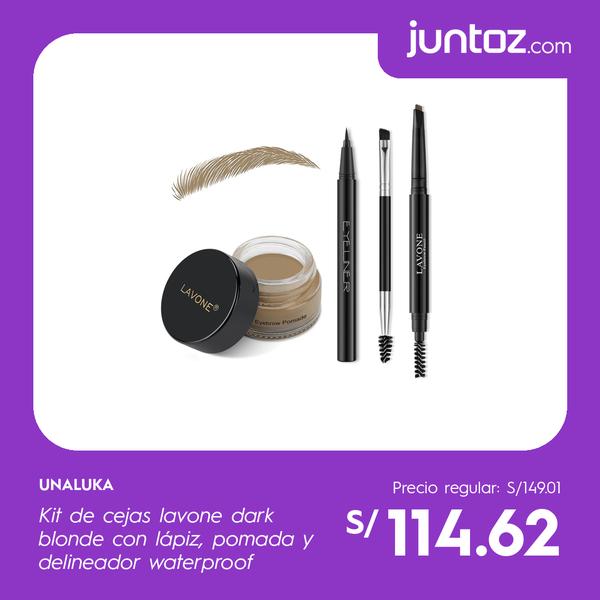 juntoz.com
EYELINER
LAVONE
LAVONE®
Eyebrow Pomade
UNALUKA
Kit de cejas lavone dark
blonde con lápiz, pomada y
delineador waterproof
Precio regular: S/149.01
S/114.62